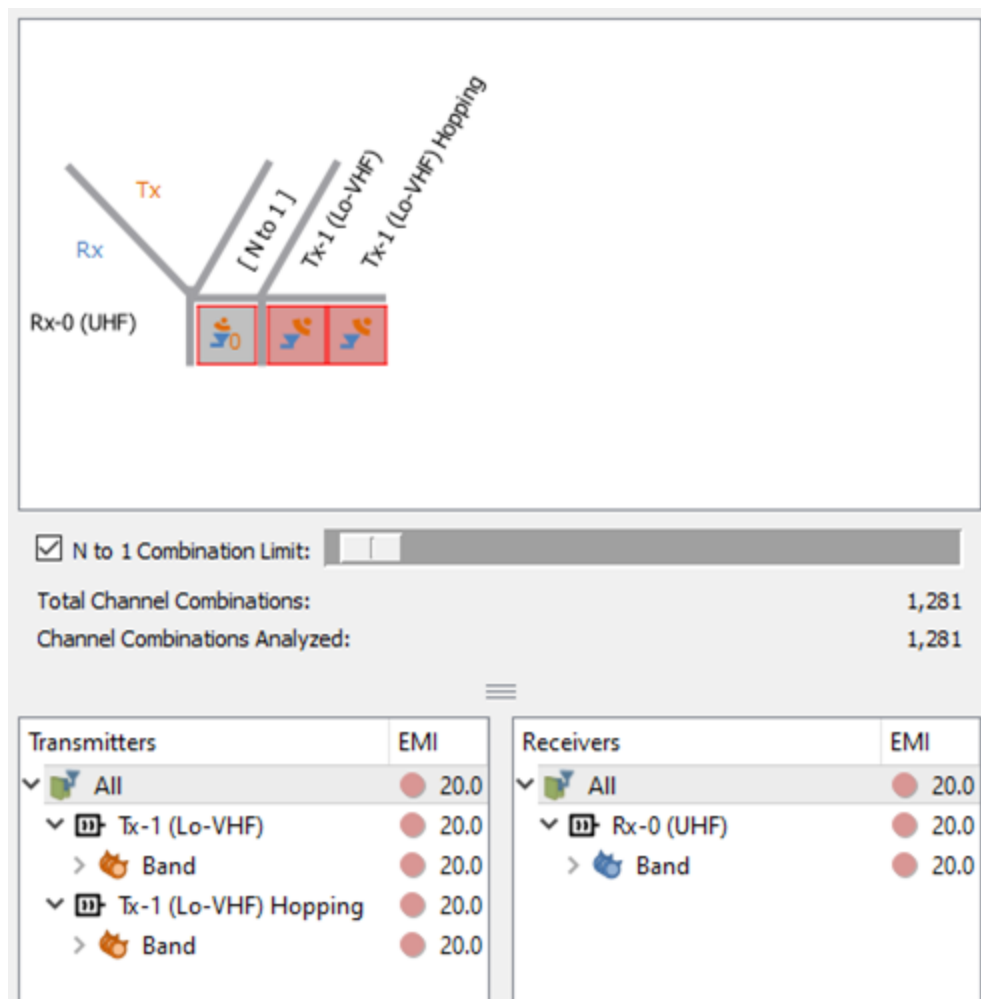 Tx
Rx
[ N to 1 ]
Tx-1 (Lo-VHF)
Tx-1 (Lo-VHF) Hopping
Rx-0 (UHF)
0
N to 1 Combination Limit:
Total Channel Combinations: 1,281
Channel Combinations Analyzed: 1,281
Transmitters EMI
All 20.0
Tx-1 (Lo-VHF) 20.0
Band 20.0
Tx-1 (Lo-VHF) Hopping 20.0
Band 20.0
Receivers EMI
All 20.0
Rx-0 (UHF) 20.0
Band 20.0